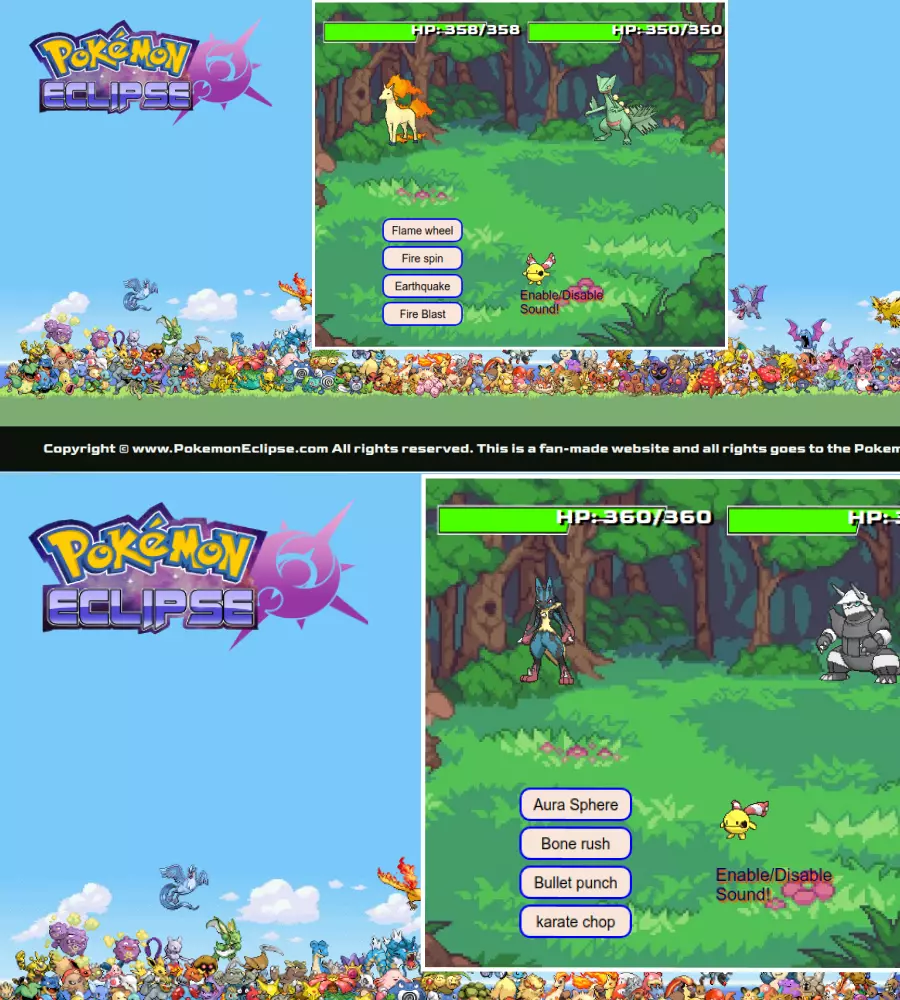 POKéMON
ECLIPSE
HP: 358/358
HP: 350/350
Flame wheel
Fire spin
Earthquake
Fire Blast
Enable/Disable
Sound!
Copyright © www.PokemonEclipse.com All rights reserved. This is a fan-made website and all rights goes to the Pokem
POKéMON
ECLIPSE
HP: 360/360
HP: 3
Aura Sphere
Bone rush
Bullet punch
karate chop
Enable/Disable
Sound!